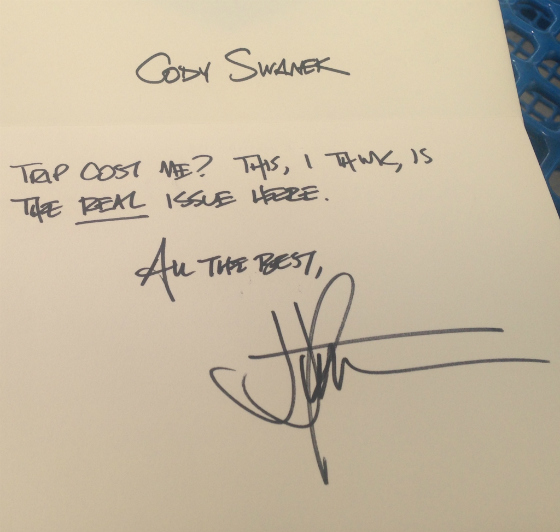 CODY SWANEK
TRIP COST ME? THIS, I THINK, IS
THE REAL ISSUE HERE.
ALL THE BEST,